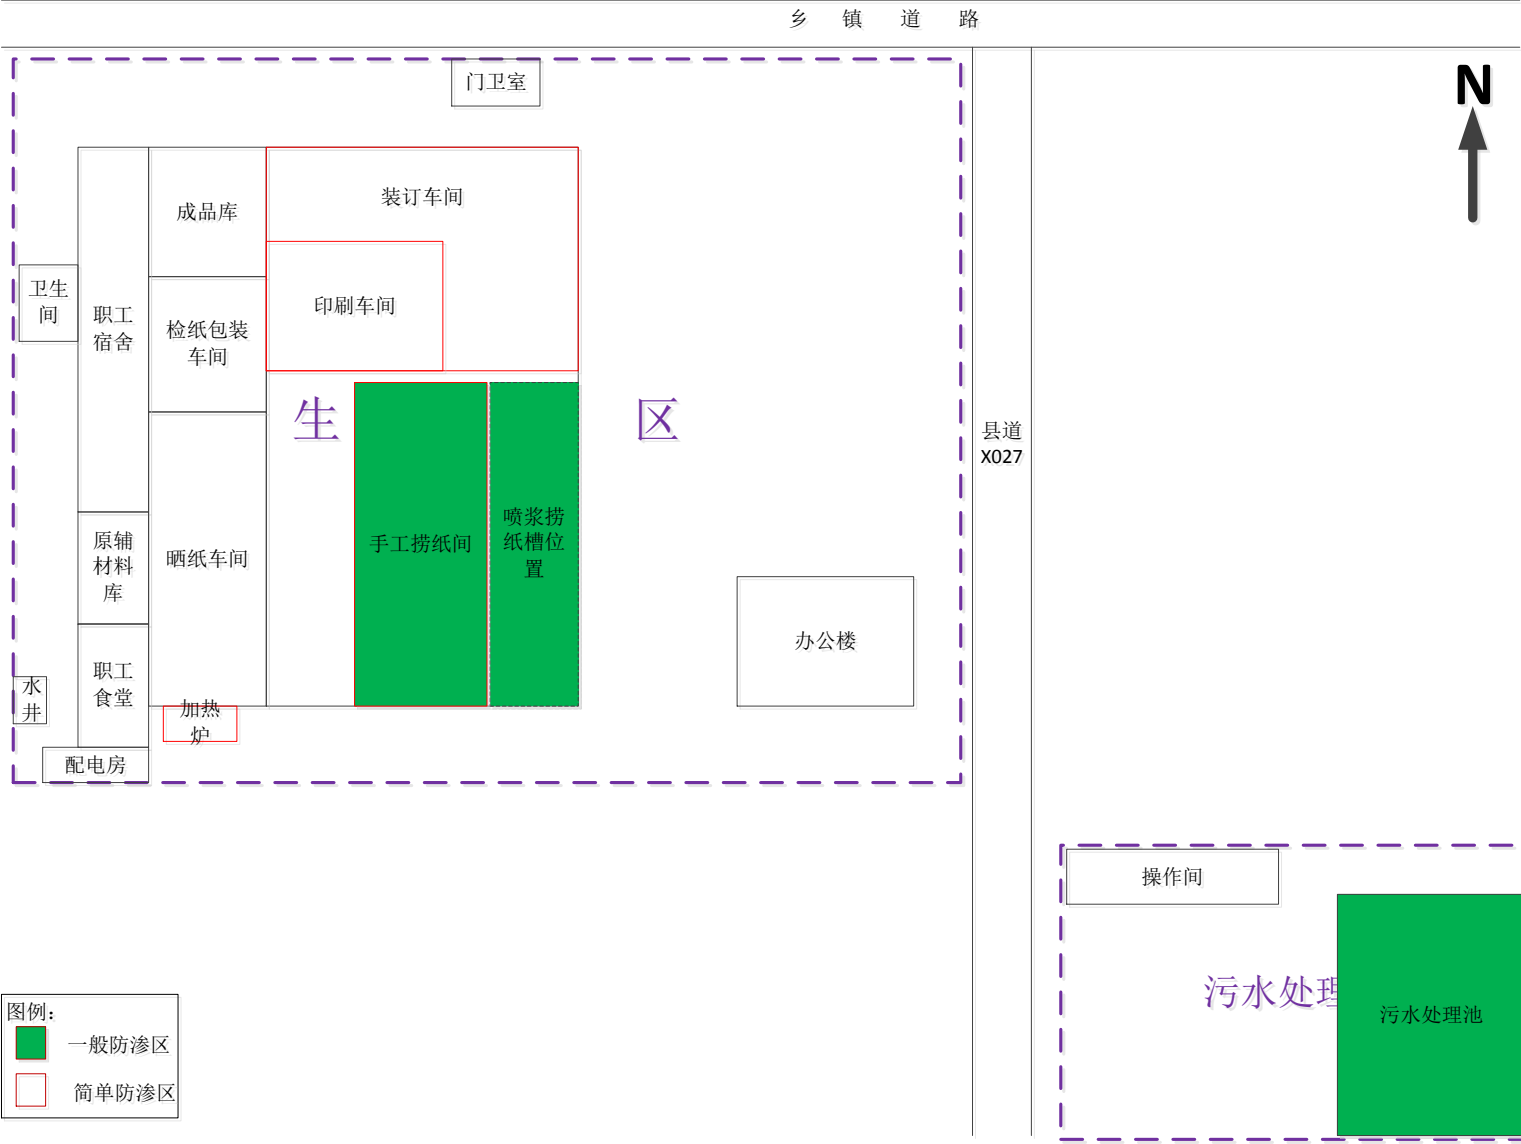 乡 镇 道 路
门卫室
N
装订车间
成品库
卫生
间
职工
宿舍
印刷车间
检纸包装
车间
生 区
县道
X027
手工捞纸间
喷浆捞
纸槽位
置
原辅
材料
库
晒纸车间
办公楼
职工
食堂
水
井
加热
炉
配电房
操作间
污水处理
污水处理池
图例：
一般防渗区
简单防渗区